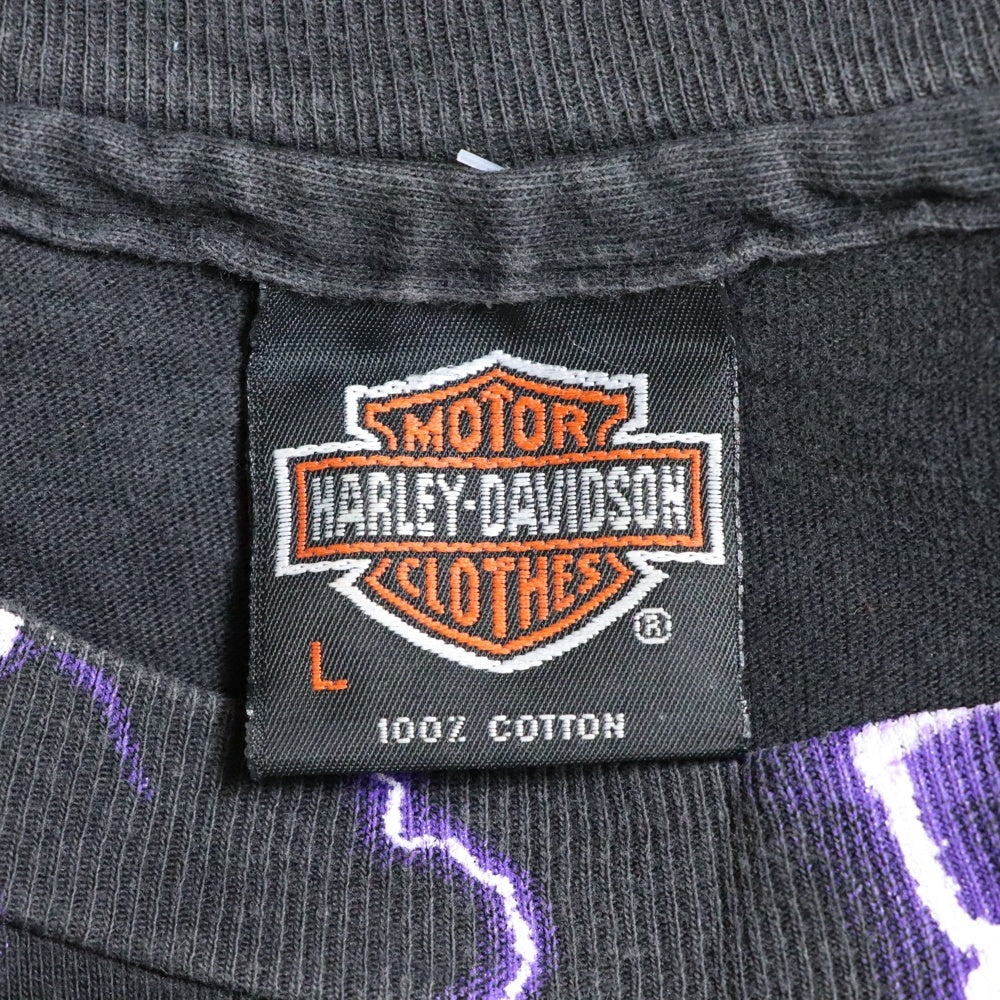 MOTOR
HARLEY-DAVIDSON
CLOTHES
®
L
100% COTTON